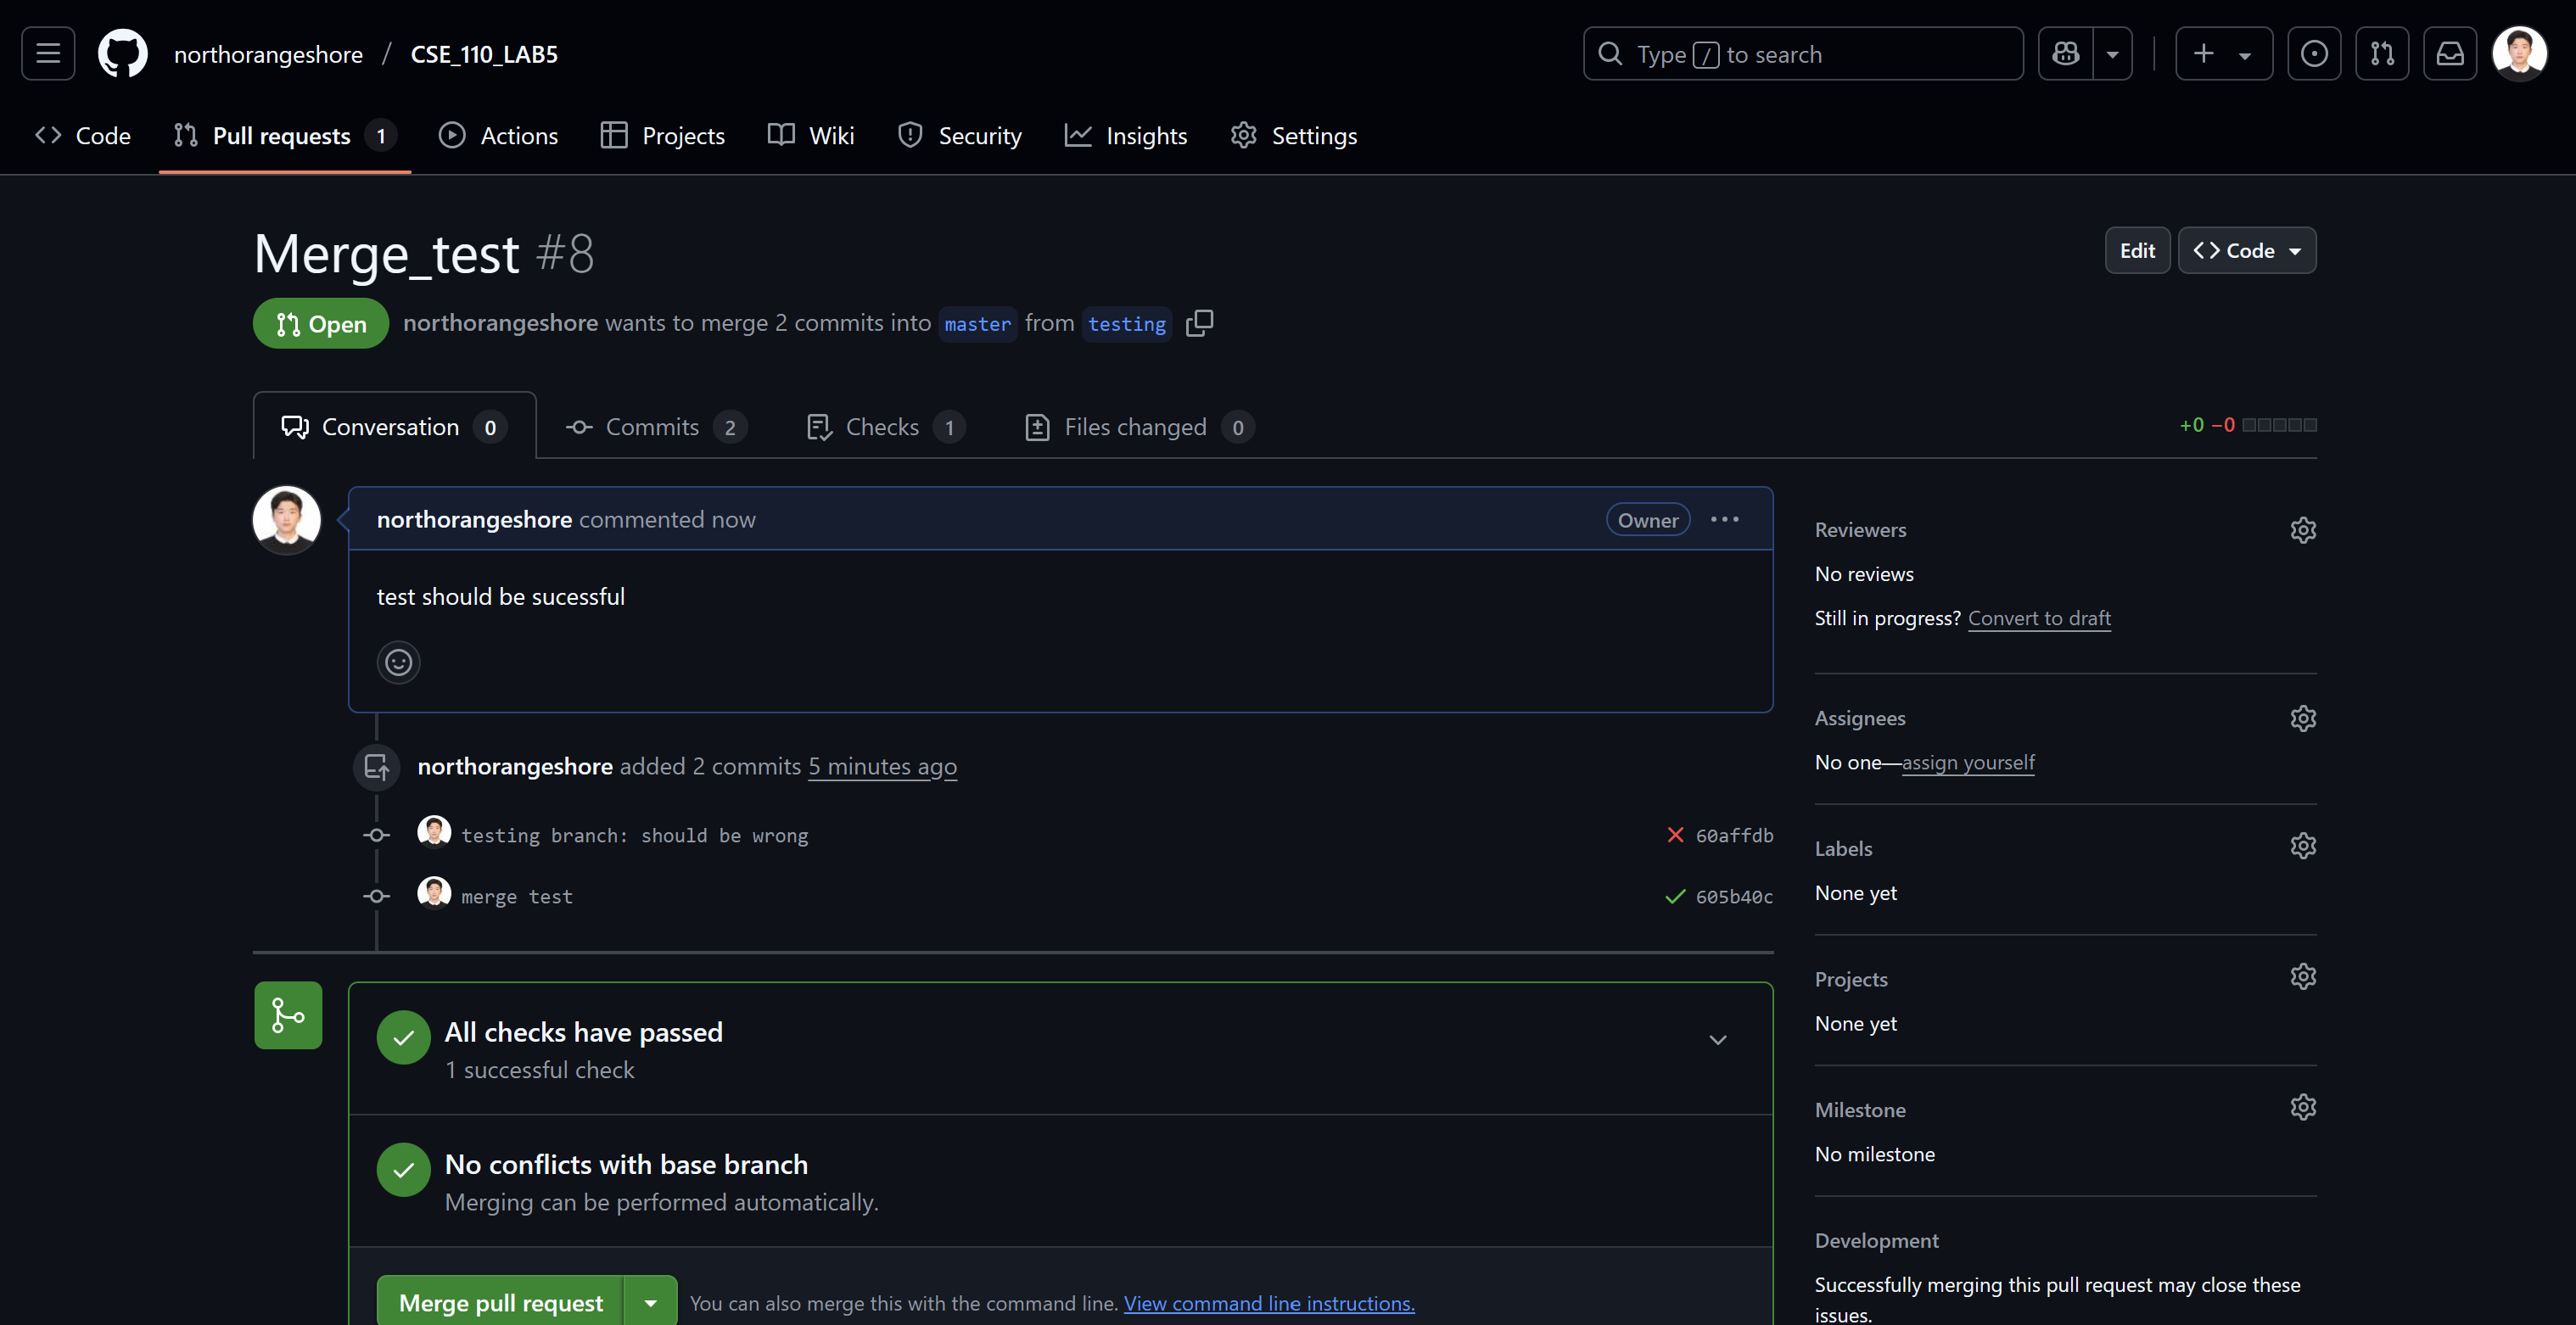 northorangeshore / CSE_110_LAB5
Type / to search
Code
Pull requests 1
Actions
Projects
Wiki
Security
Insights
Settings
Merge_test #8
Edit
Code
Open
northorangeshore wants to merge 2 commits into master from testing
Conversation 0
Commits 2
Checks 1
Files changed 0
+0 −0
northorangeshore commented now
Owner
test should be sucessful
northorangeshore added 2 commits 5 minutes ago
testing branch: should be wrong
60affdb
merge test
605b40c
All checks have passed
1 successful check
No conflicts with base branch
Merging can be performed automatically.
Merge pull request
You can also merge this with the command line. View command line instructions.
Reviewers
No reviews
Still in progress? Convert to draft
Assignees
No one—assign yourself
Labels
None yet
Projects
None yet
Milestone
No milestone
Development
Successfully merging this pull request may close these
issues.